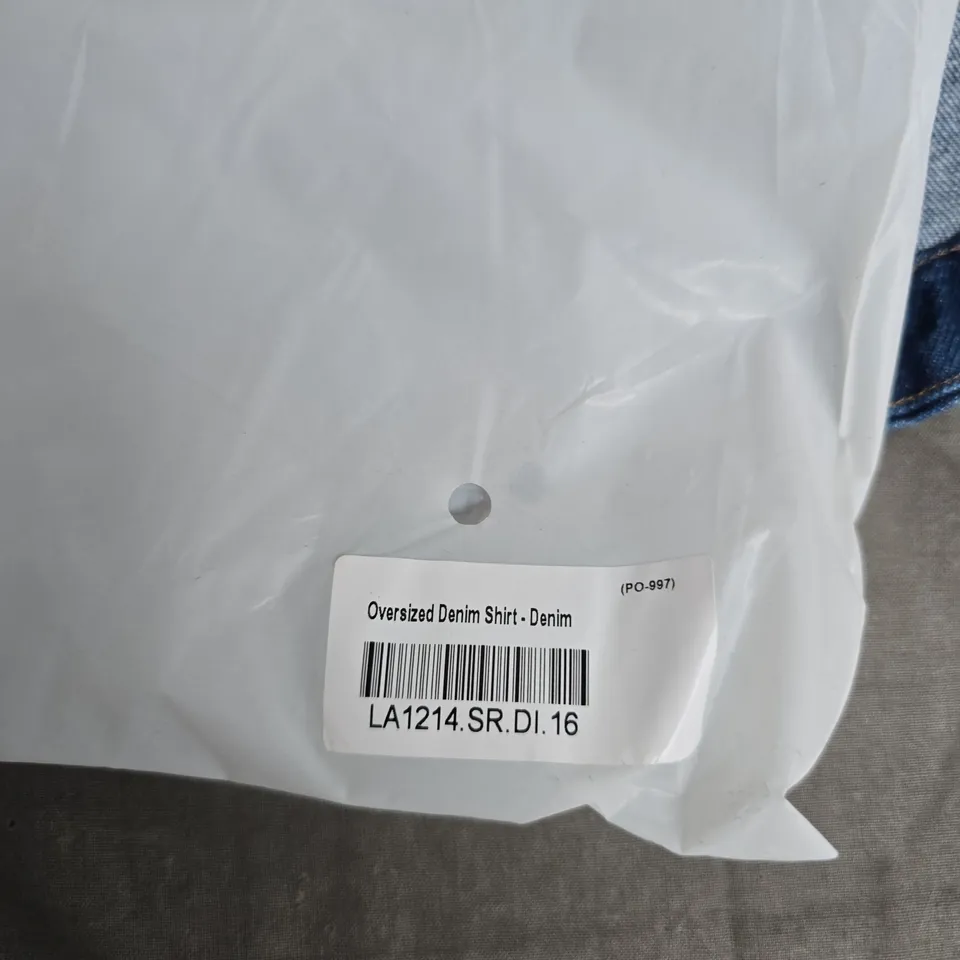 (PO-997)
Oversized Denim Shirt - Denim
LA1214.SR.DI.16